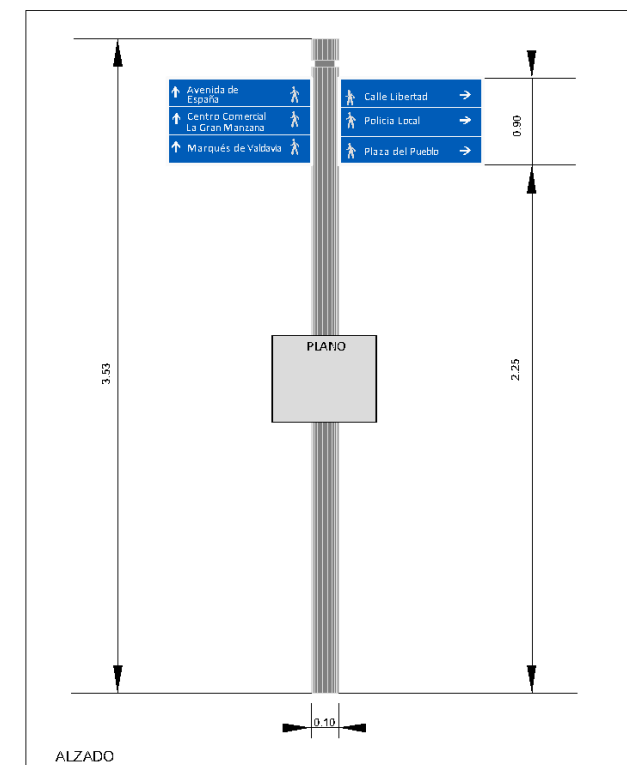 Avenida de
España
Centro Comercial
La Gran Manzana
Marqués de Valdavia
Calle Libertad
Policia Local
Plaza del Pueblo
0.90
3.53
PLANO
2.25
0.10
ALZADO